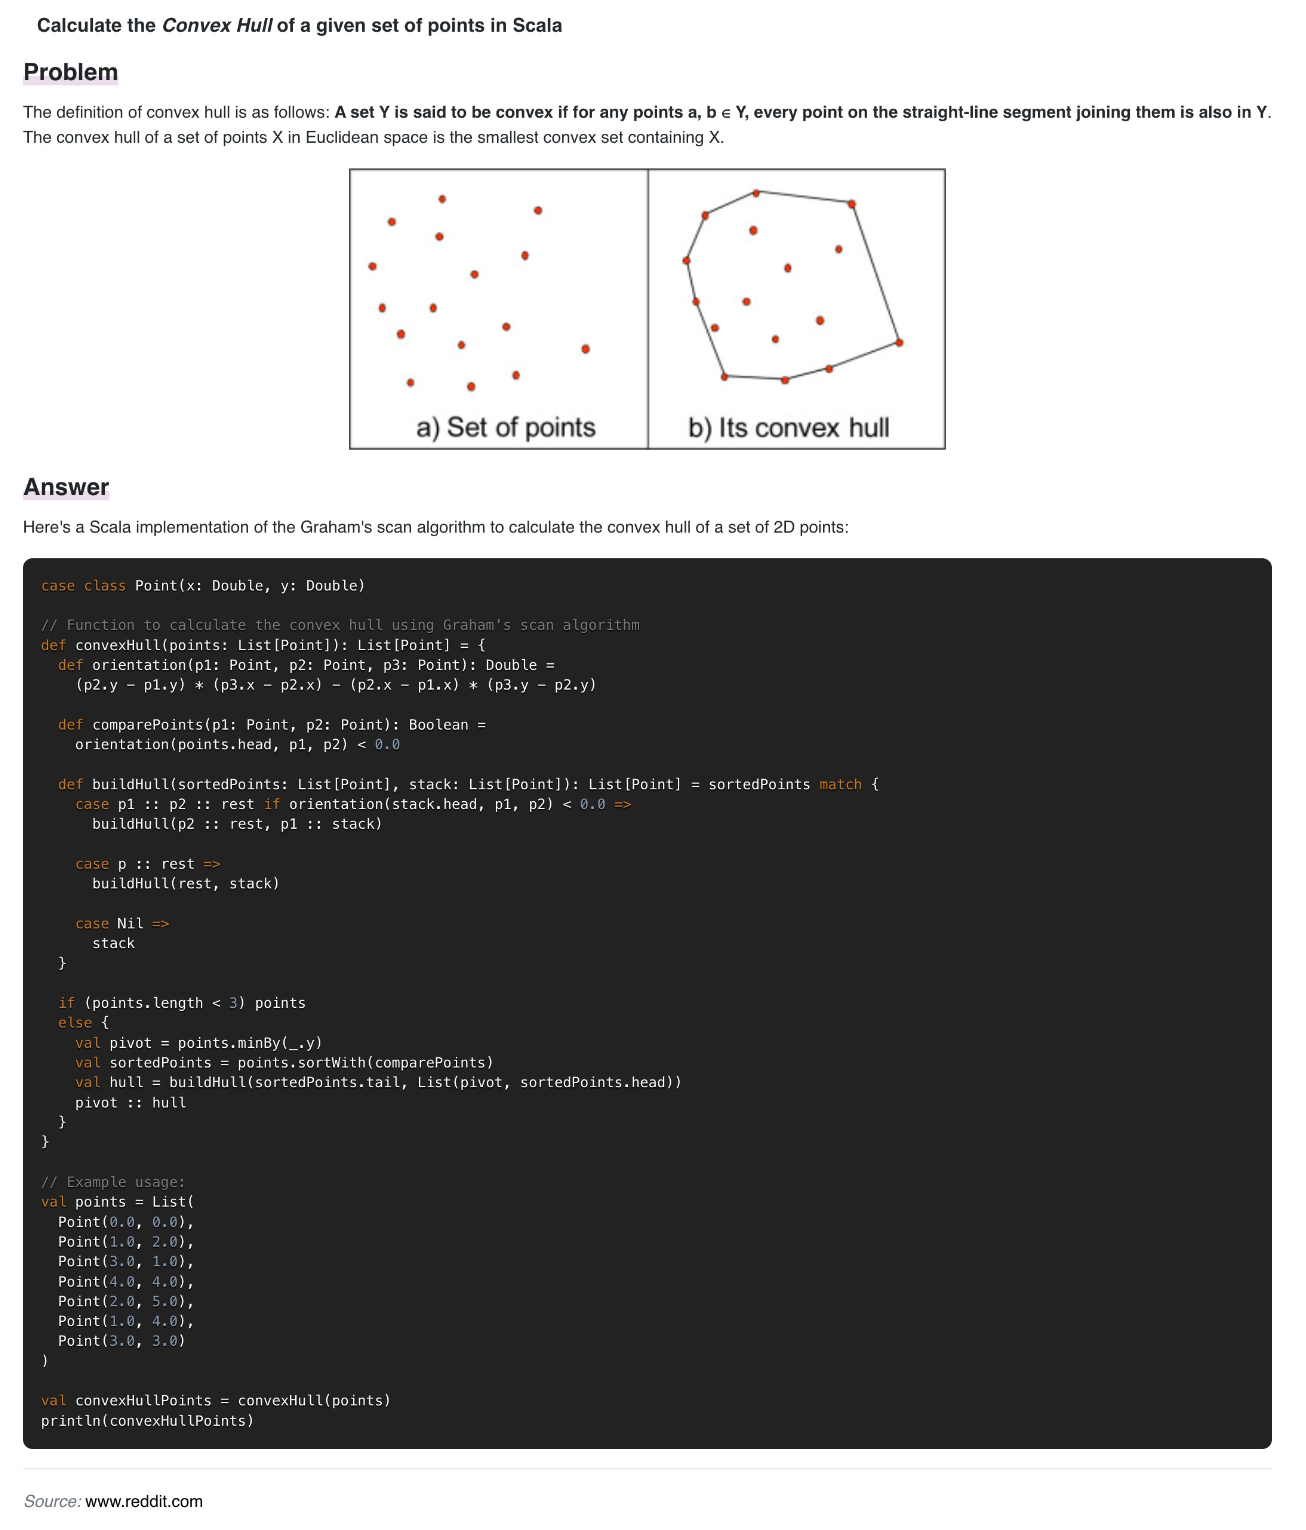 Calculate the Convex Hull of a given set of points in Scala
Problem
The definition of convex hull is as follows: A set Y is said to be convex if for any points a, b ∊ Y, every point on the straight-line segment joining them is also in Y.
The convex hull of a set of points X in Euclidean space is the smallest convex set containing X.
a) Set of points
b) Its convex hull
Answer
Here's a Scala implementation of the Graham's scan algorithm to calculate the convex hull of a set of 2D points:
case class Point(x: Double, y: Double)
// Function to calculate the convex hull using Graham's scan algorithm
def convexHull(points: List[Point]): List[Point] = {
  def orientation(p1: Point, p2: Point, p3: Point): Double =
    (p2.y - p1.y) * (p3.x - p2.x) - (p2.x - p1.x) * (p3.y - p2.y)
  def comparePoints(p1: Point, p2: Point): Boolean =
    orientation(points.head, p1, p2) < 0.0
  def buildHull(sortedPoints: List[Point], stack: List[Point]): List[Point] = sortedPoints match {
    case p1 :: p2 :: rest if orientation(stack.head, p1, p2) < 0.0 =>
      buildHull(p2 :: rest, p1 :: stack)
    case p :: rest =>
      buildHull(rest, stack)
    case Nil =>
      stack
  }
  if (points.length < 3) points
  else {
    val pivot = points.minBy(_.y)
    val sortedPoints = points.sortWith(comparePoints)
    val hull = buildHull(sortedPoints.tail, List(pivot, sortedPoints.head))
    pivot :: hull
  }
}
// Example usage:
val points = List(
  Point(0.0, 0.0),
  Point(1.0, 2.0),
  Point(3.0, 1.0),
  Point(4.0, 4.0),
  Point(2.0, 5.0),
  Point(1.0, 4.0),
  Point(3.0, 3.0)
)
val convexHullPoints = convexHull(points)
println(convexHullPoints)
Source: www.reddit.com